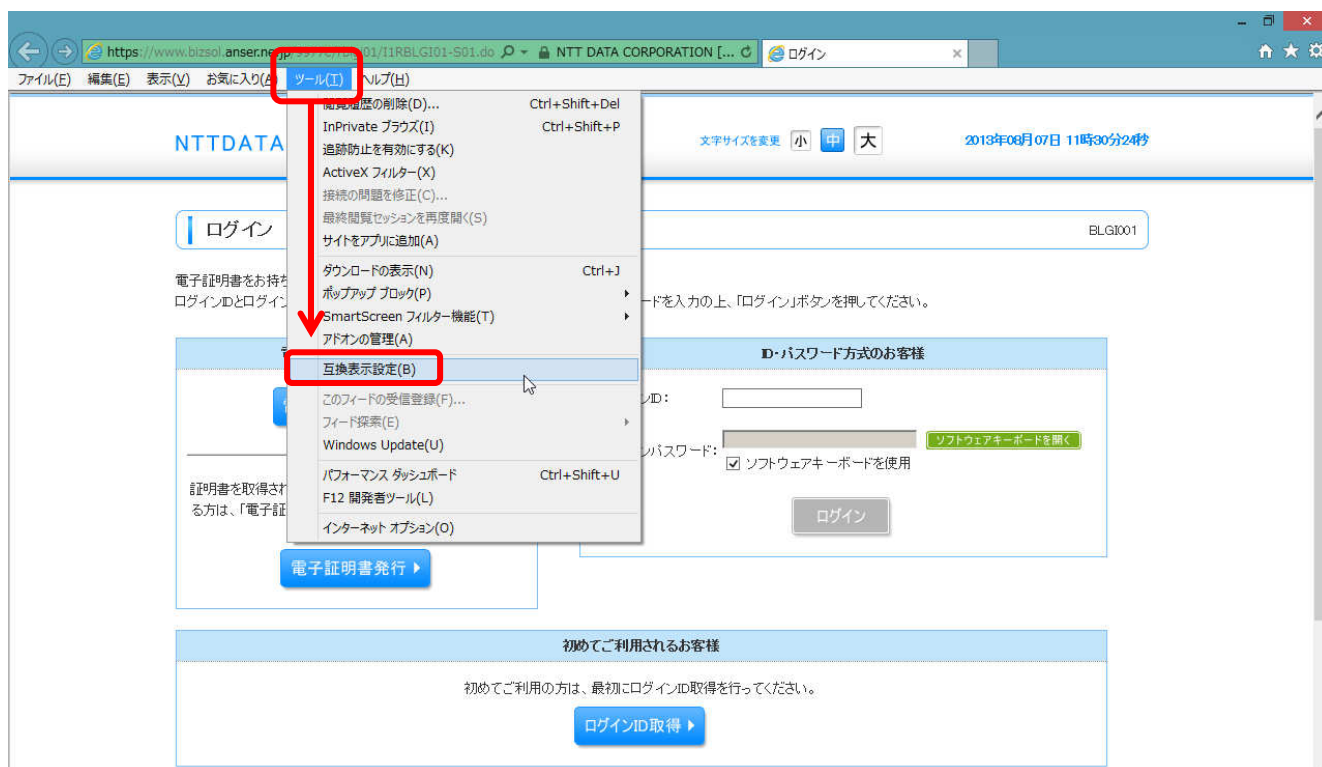 https://www.bizsol.anser.ne.jp/ 01/I1RBLGI01-S01.do NTT DATA CORPORATION [... ログイン
ファイル(F) 編集(E) 表示(V) お気に入り(A) ツール(T) ヘルプ(H)
閲覧履歴の削除(D)... Ctrl+Shift+Del
InPrivate ブラウズ(I) Ctrl+Shift+P
追跡防止を有効にする(K)
ActiveX フィルター(X)
接続の問題を修正(C)...
最終閲覧セッションを再度開く(S)
サイトをアプリに追加(A)
ダウンロードの表示(N) Ctrl+J
ポップアップ ブロック(P)
SmartScreen フィルター機能(T)
アドオンの管理(A)
互換表示設定(B)
このフィードの受信登録(F)...
フィード探索(E)
Windows Update(U)
パフォーマンス ダッシュボード Ctrl+Shift+U
F12 開発者ツール(L)
インターネット オプション(O)
NTTDATA
文字サイズを変更 小 中 大 2013年08月07日 11時30分24秒
ログイン BLGI001
電子証明書をお持ち
ログインIDとログイン ードを入力の上、「ログイン」ボタンを押してください。
ID・パスワード方式のお客様
ンID：
ンパスワード： ソフトウェアキーボードを開く
ソフトウェアキーボードを使用
ログイン
証明書を取得され
る方は、「電子証
電子証明書発行
初めてご利用されるお客様
初めてご利用の方は、最初にログインID取得を行ってください。
ログインID取得